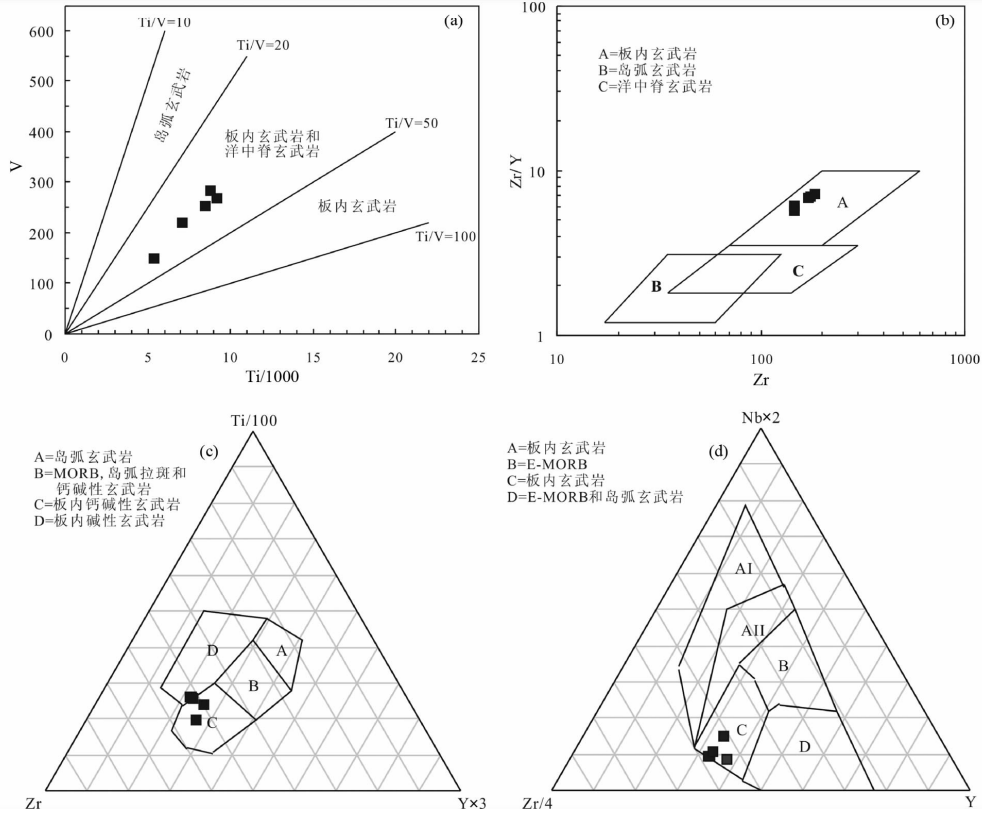 (a)
Ti/V=10
Ti/V=20
Ti/V=50
Ti/V=100
岛弧玄武岩
板内玄武岩和
洋中脊玄武岩
板内玄武岩
V
600
500
400
300
200
100
0
0 5 10 15 20 25
Ti/1000
(b)
A=板内玄武岩
B=岛弧玄武岩
C=洋中脊玄武岩
Zr/Y
100
10
1
A
B
C
10 100 1000
Zr
(c)
Ti/100
A=岛弧玄武岩
B=MORB,岛弧拉斑和
钙碱性玄武岩
C=板内钙碱性玄武岩
D=板内碱性玄武岩
D
A
B
C
Zr
Y×3
(d)
Nb×2
A=板内玄武岩
B=E-MORB
C=板内玄武岩
D=E-MORB和岛弧玄武岩
AI
AII
B
C
D
Zr/4
Y